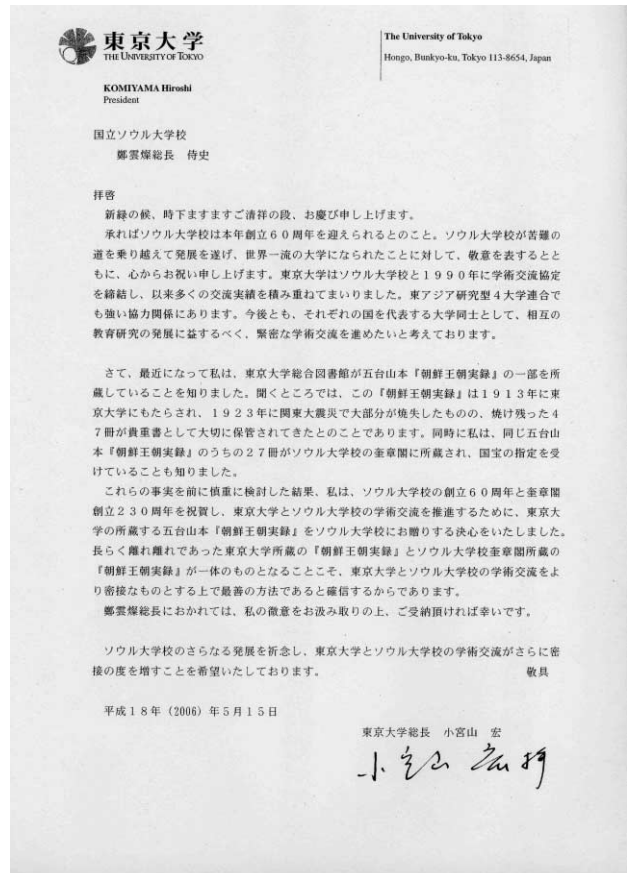 東京大学
THE UNIVERSITY OF TOKYO
The University of Tokyo
Hongo, Bunkyo-ku, Tokyo 113-8654, Japan
KOMIYAMA Hiroshi
President
国立ソウル大学校
鄭雲燦総長 侍史
拝啓
新緑の候、時下ますますご清祥の段、お慶び申し上げます。
承ればソウル大学校は本年創立60周年を迎えられるとのこと。ソウル大学校が苦難の
道を乗り越えて発展を遂げ、世界一流の大学になられたことに対して、敬意を表するとと
もに、心からお祝い申し上げます。東京大学はソウル大学校と1990年に学術交流協定
を締結し、以来多くの交流実績を積み重ねてまいりました。東アジア研究型4大学連合で
も強い協力関係にあります。今後とも、それぞれの国を代表する大学同士として、相互の
教育研究の発展に益するべく、緊密な学術交流を進めたいと考えております。
さて、最近になって私は、東京大学総合図書館が五台山本『朝鮮王朝実録』の一部を所
蔵していることを知りました。聞くところでは、この『朝鮮王朝実録』は1913年に東
京大学にもたらされ、1923年に関東大震災で大部分が焼失したものの、焼け残った4
7冊が貴重書として大切に保管されてきたとのことであります。同時に私は、同じ五台山
本『朝鮮王朝実録』のうちの27冊がソウル大学校の奎章閣に所蔵され、国宝の指定を受
けていることも知りました。
これらの事実を前に慎重に検討した結果、私は、ソウル大学校の創立60周年と奎章閣
創立230周年を祝賀し、東京大学とソウル大学校の学術交流を推進するために、東京大
学の所蔵する五台山本『朝鮮王朝実録』をソウル大学校にお贈りする決心をいたしました。
長らく離れ離れであった東京大学所蔵の『朝鮮王朝実録』とソウル大学校奎章閣所蔵の
『朝鮮王朝実録』が一体のものとなることこそ、東京大学とソウル大学校の学術交流をよ
り密接なものとする上で最善の方法であると確信するからであります。
鄭雲燦総長におかれては、私の微意をお汲み取りの上、ご受納頂ければ幸いです。
ソウル大学校のさらなる発展を祈念し、東京大学とソウル大学校の学術交流がさらに密
接の度を増すことを希望いたしております。 敬具
平成18年(2006)年5月15日
東京大学総長 小宮山 宏
小宮山 宏